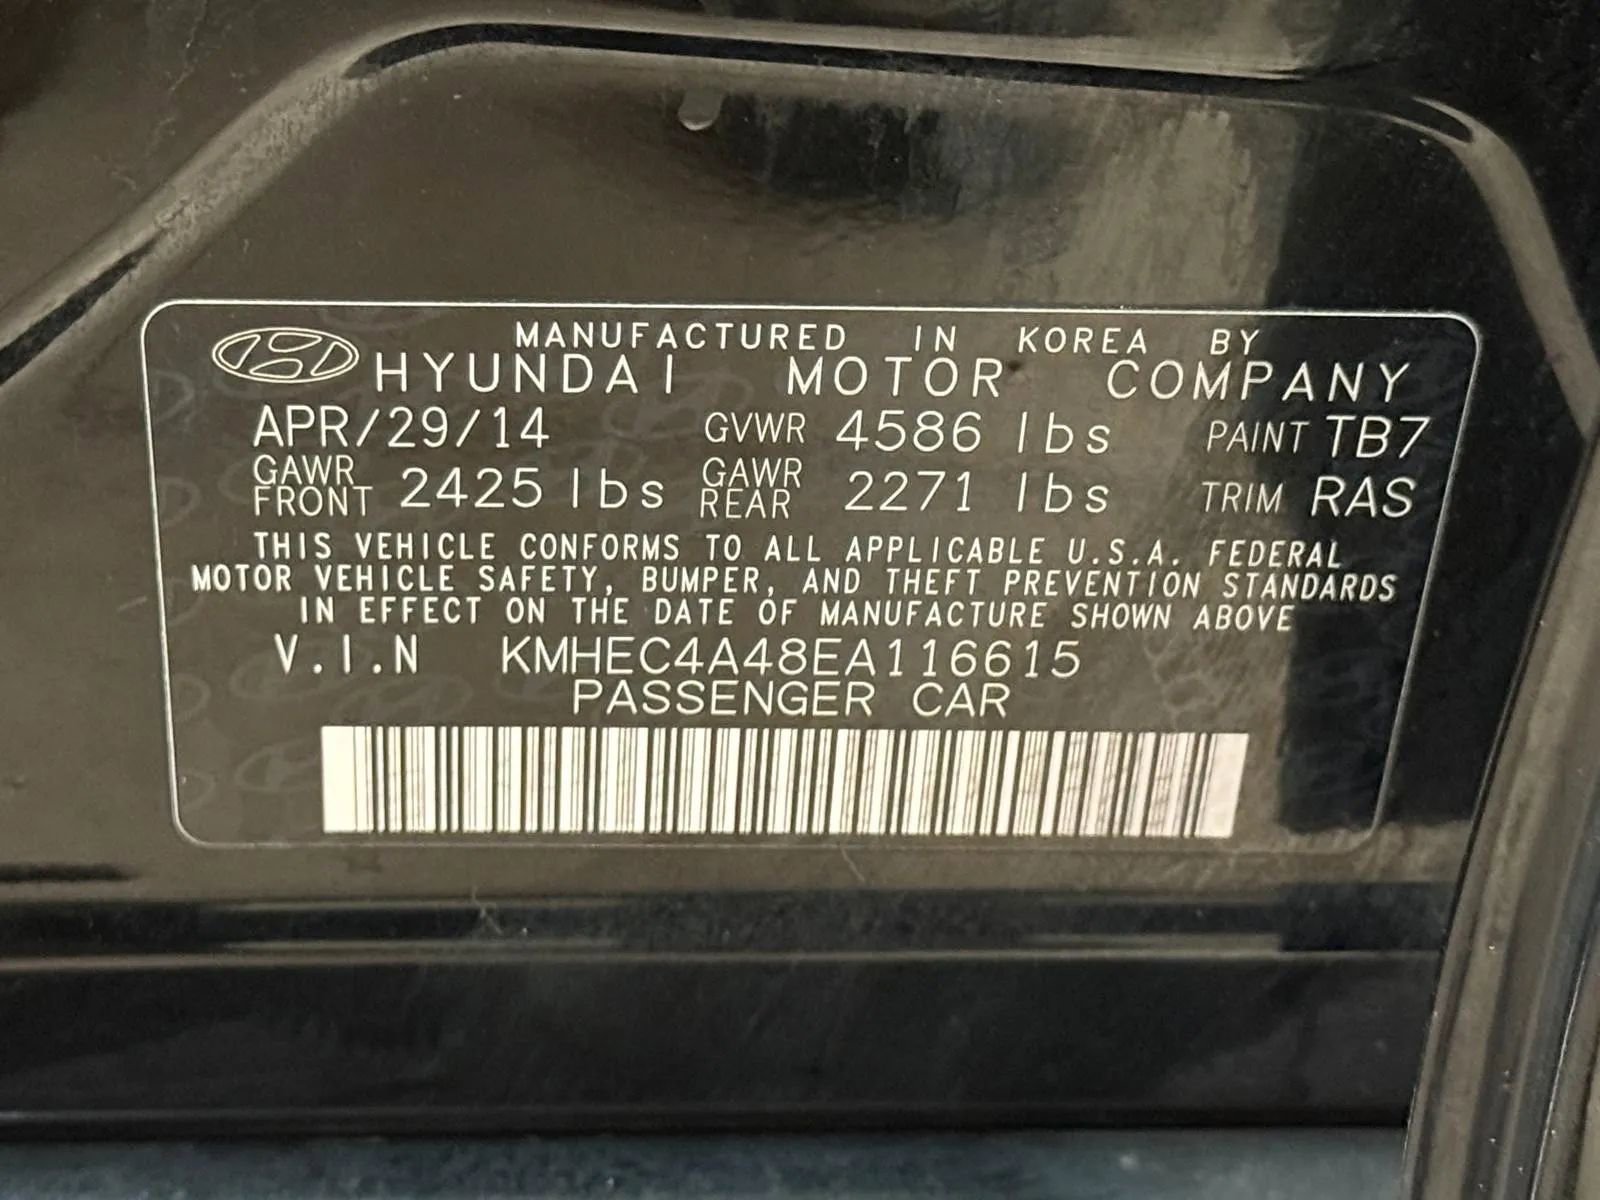 MANUFACTURED IN KOREA BY
HYUNDAI MOTOR COMPANY
APR/29/14 GVWR 4586 lbs PAINT TB7
GAWR FRONT 2425 lbs GAWR REAR 2271 lbs TRIM RAS
THIS VEHICLE CONFORMS TO ALL APPLICABLE U.S.A. FEDERAL
MOTOR VEHICLE SAFETY, BUMPER, AND THEFT PREVENTION STANDARDS
IN EFFECT ON THE DATE OF MANUFACTURE SHOWN ABOVE
V.I.N KMHEC4A48EA116615
PASSENGER CAR